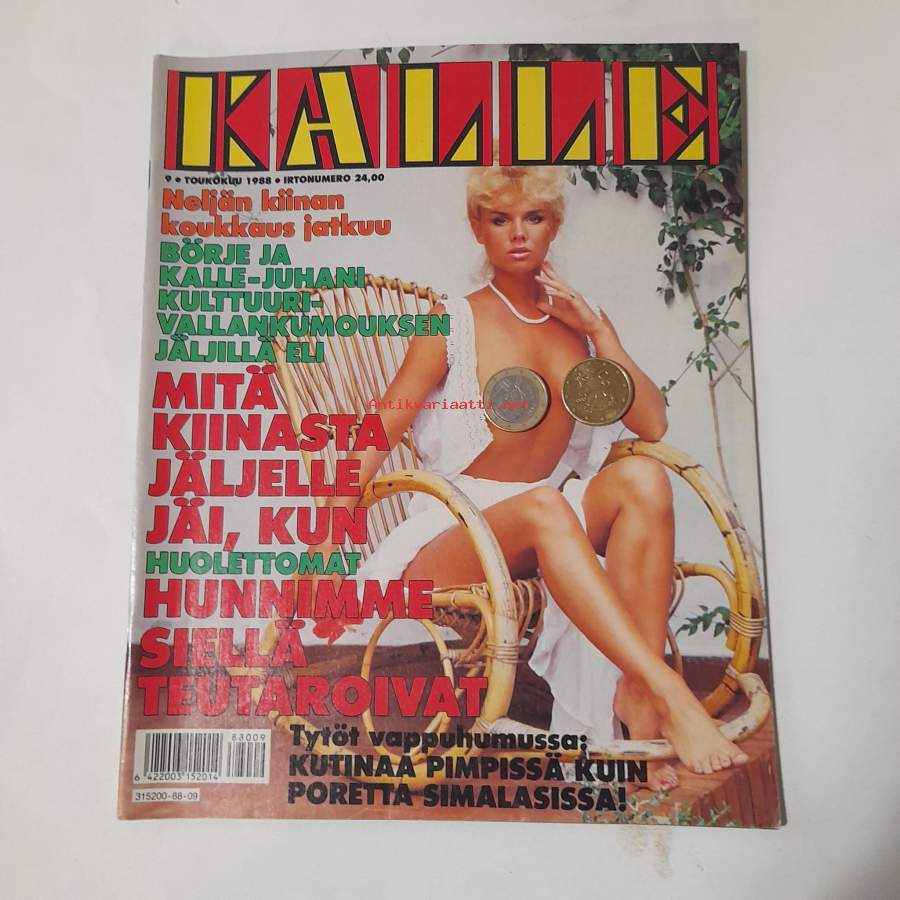 KALLE
9 • TOUKOKUU 1988 • IRTONUMERO 24,00
Neljän kiinan
koukkaus jatkuu
BÖRJE JA
KALLE-JUHANI
KULTTUURI-
VALLANKUMOUKSEN
JÄLJILLÄ ELI
MITÄ
KIINASTA
JÄLJELLE
JÄI, KUN
HUOLETTOMAT
HUNNIMME
SIELLÄ
TEUTAROIVAT
Antikvariaatti.net
Tytöt vappuhumussa:
KUTINAA PIMPISSÄ KUIN
PORETTA SIMALASISSA!
88009
6 422003 152014
315200-88-09